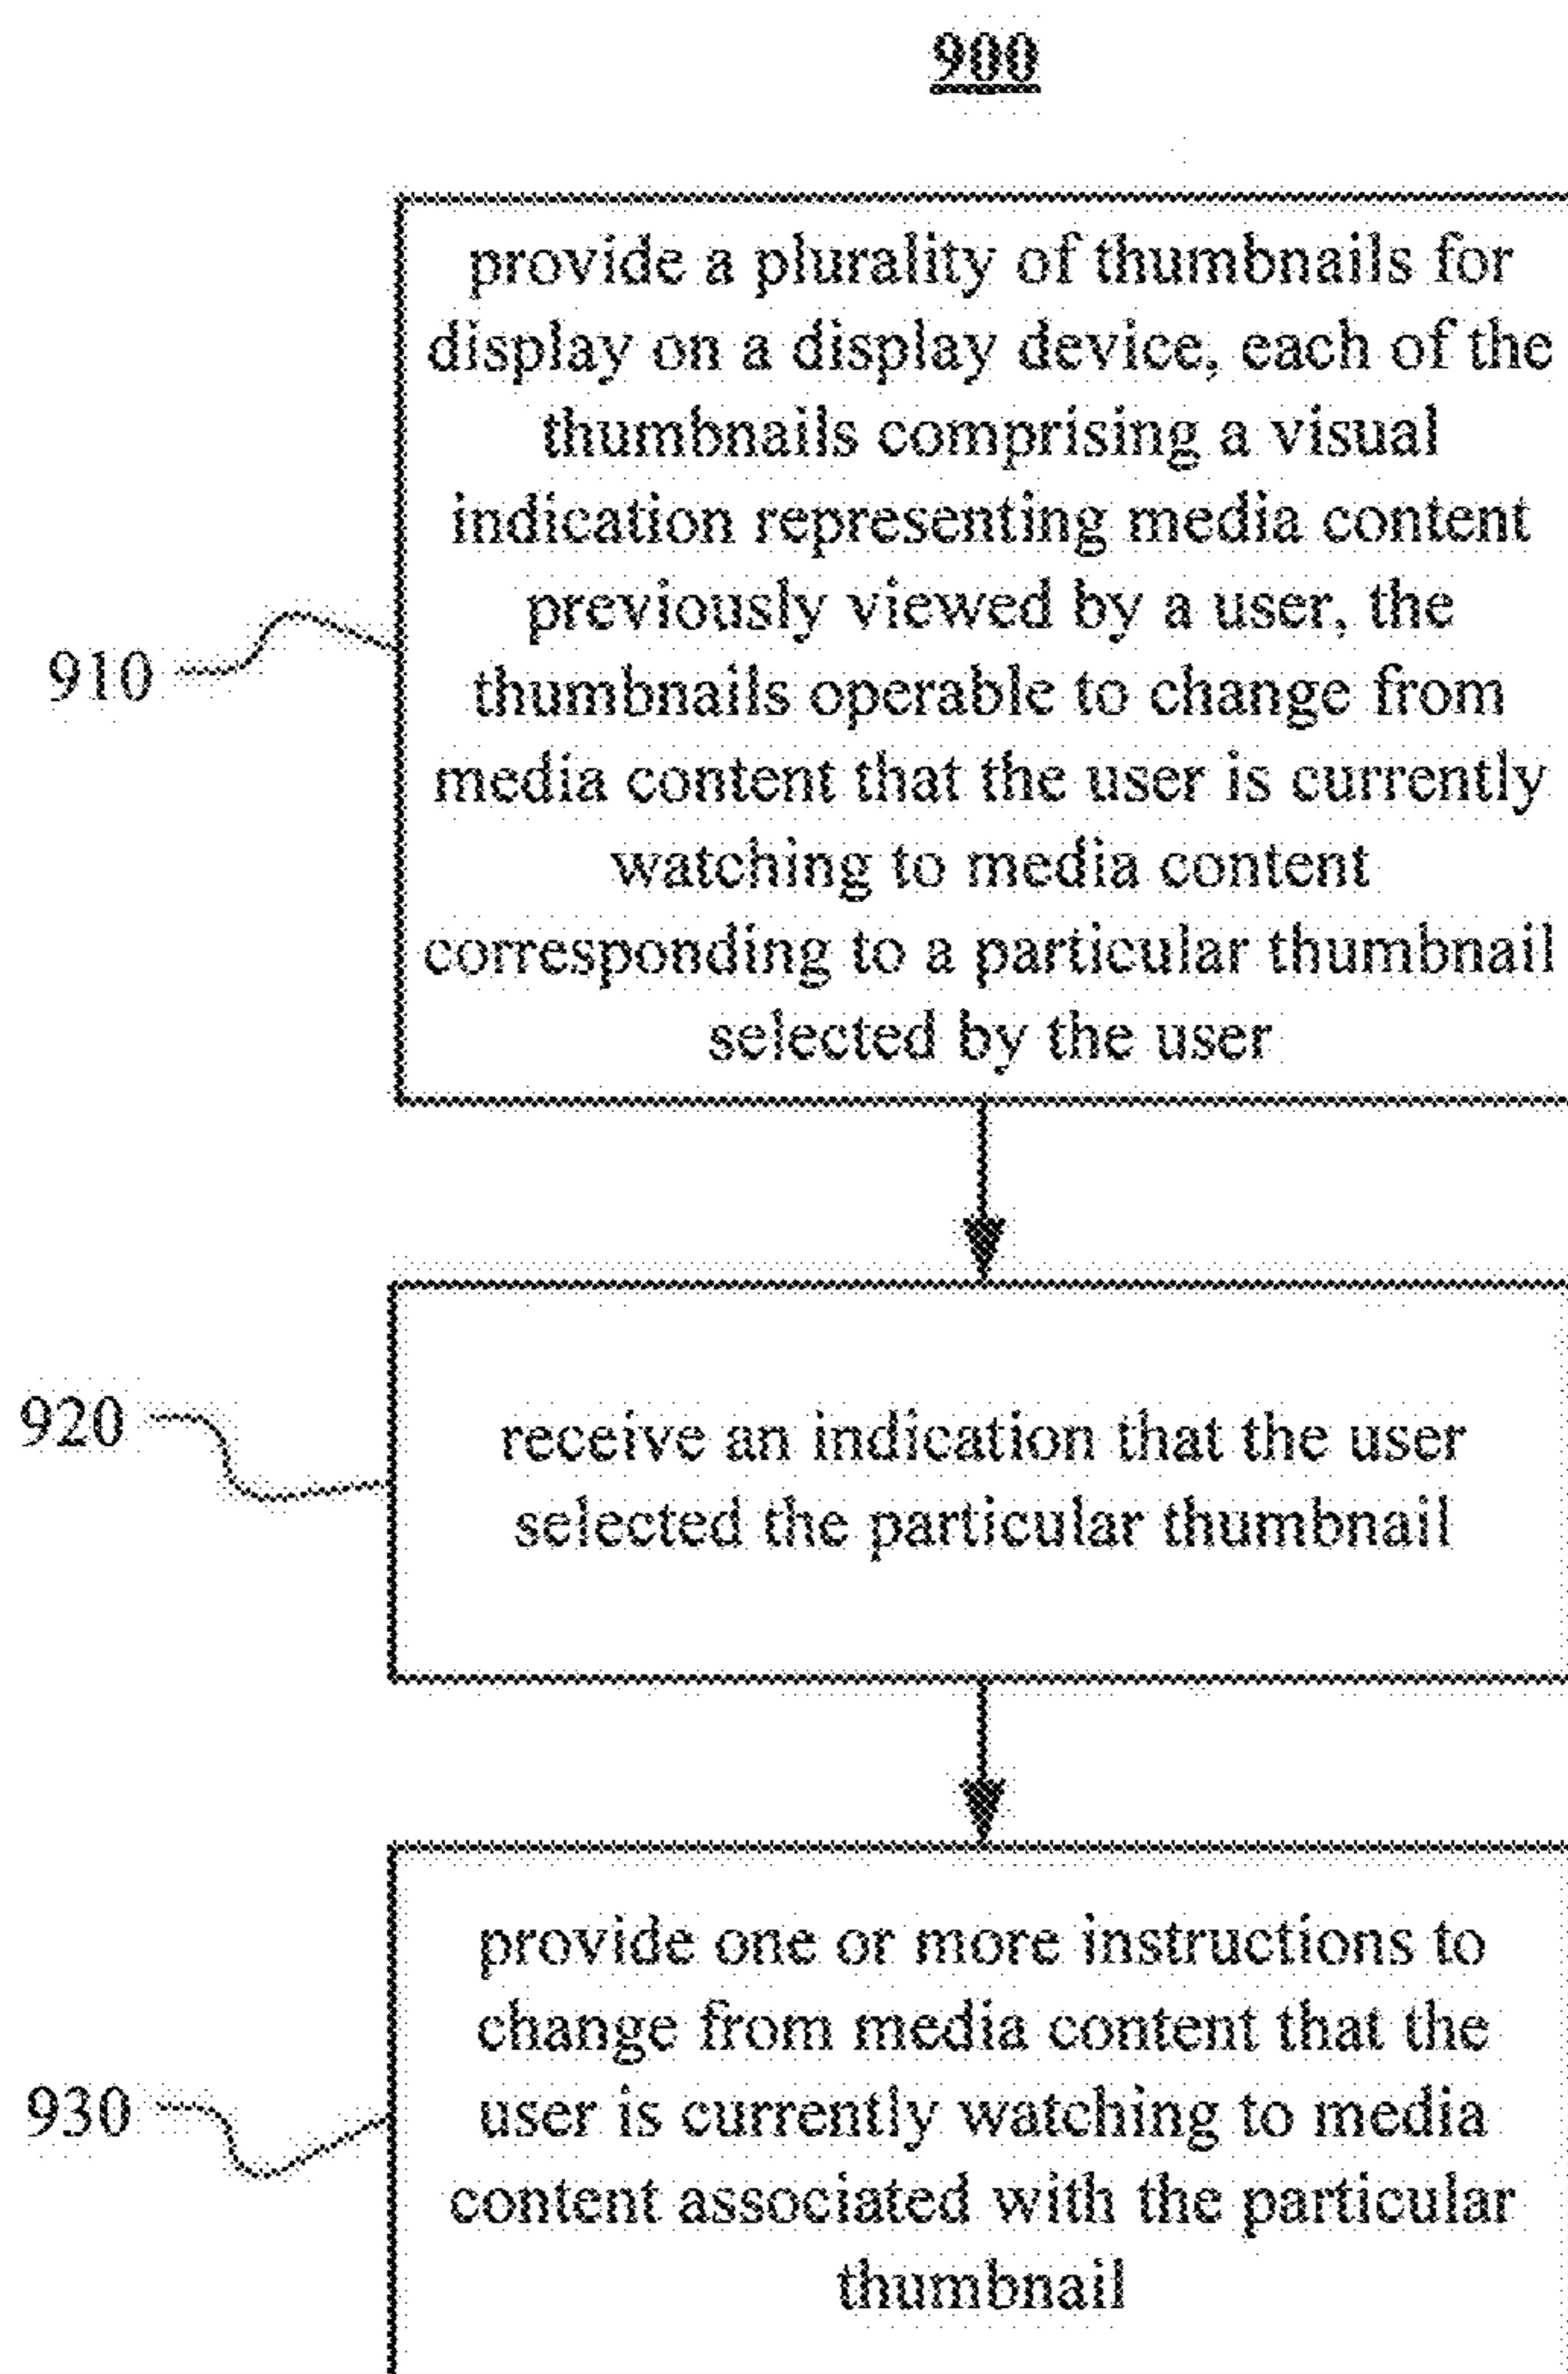 900
provide a plurality of thumbnails for
display on a display device, each of the
thumbnails comprising a visual
indication representing media content
previously viewed by a user, the
thumbnails operable to change from
media content that the user is currently
watching to media content
corresponding to a particular thumbnail
selected by the user
910
920
receive an indication that the user
selected the particular thumbnail
930
provide one or more instructions to
change from media content that the
user is currently watching to media
content associated with the particular
thumbnail